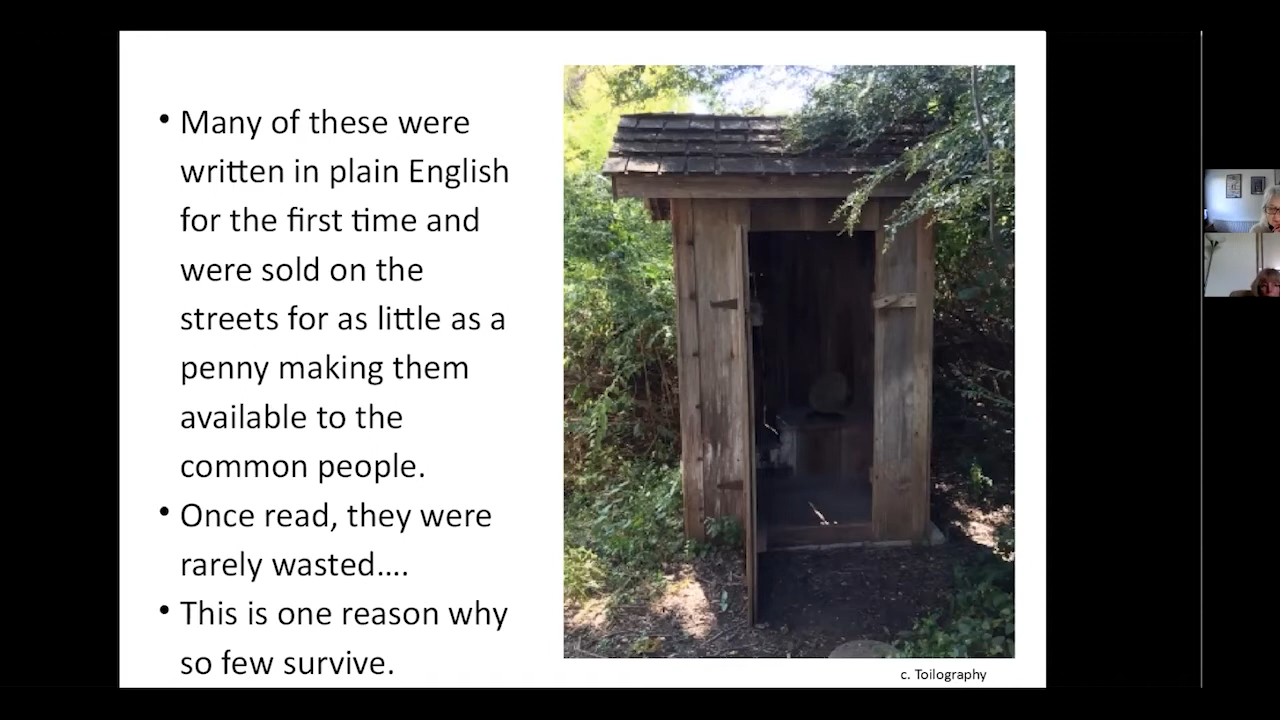 • Many of these were
written in plain English
for the first time and
were sold on the
streets for as little as a
penny making them
available to the
common people.
• Once read, they were
rarely wasted....
• This is one reason why
so few survive.
c. Toilography